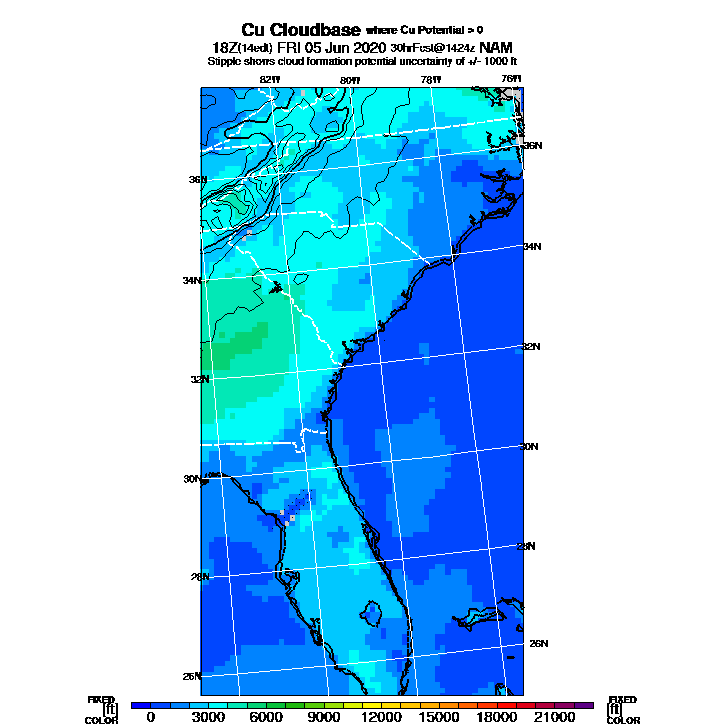 Cu Cloudbase where Cu Potential > 0
18Z(14edt) FRI 05 Jun 2020 30hrFcst@1424z NAM
Stipple shows cloud formation potential uncertainty of +/- 1000 ft
82W 80W 78W 76W
36N 36N
34N 34N
32N 32N
30N 30N
28N 28N
26N 26N
FIXED FIXED
[ft] [ft]
COLOR COLOR
0 3000 6000 9000 12000 15000 18000 21000